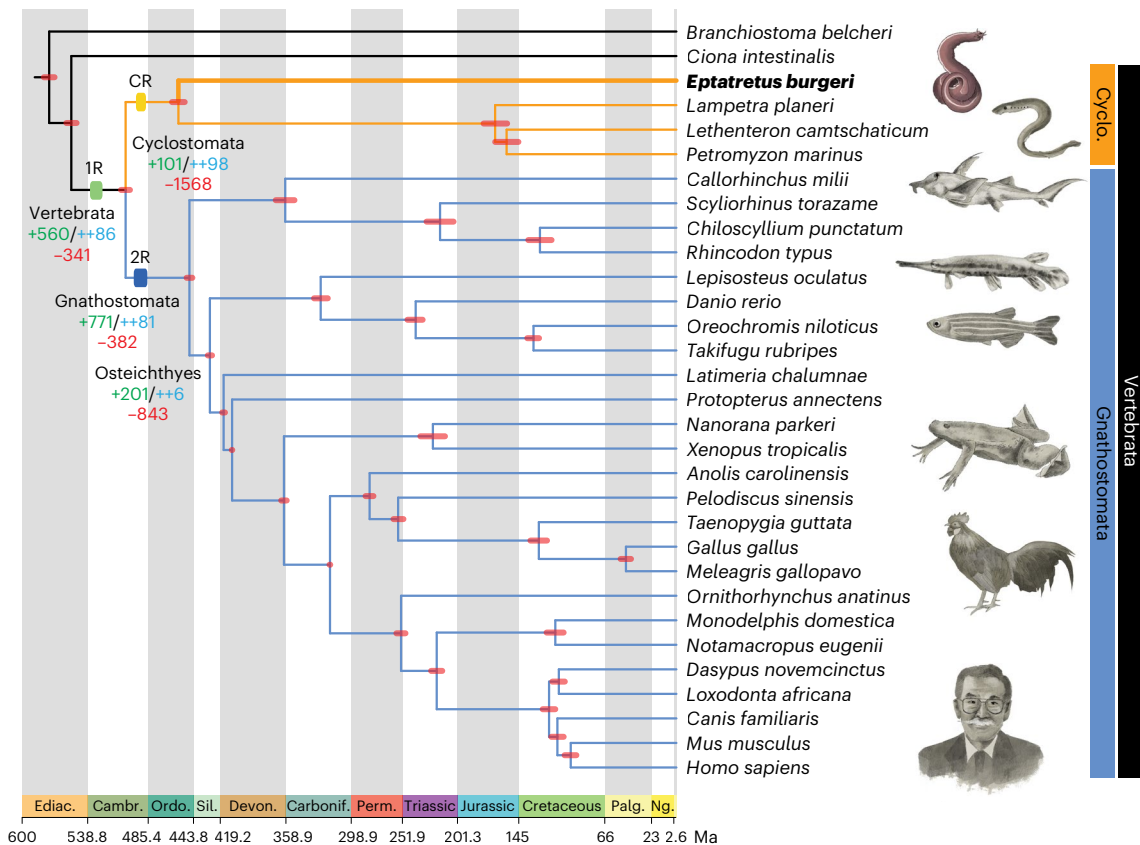 Branchiostoma belcheri
Ciona intestinalis
CR
Eptatretus burgeri
Lampetra planeri
Lethenteron camtschaticum
Petromyzon marinus
Cyclostomata
+101/++98
−1568
1R
Vertebrata
+560/++86
−341
Callorhinchus milii
Scyliorhinus torazame
Chiloscyllium punctatum
Rhincodon typus
2R
Gnathostomata
+771/++81
−382
Lepisosteus oculatus
Danio rerio
Oreochromis niloticus
Takifugu rubripes
Osteichthyes
+201/++6
−843
Latimeria chalumnae
Protopterus annectens
Nanorana parkeri
Xenopus tropicalis
Anolis carolinensis
Pelodiscus sinensis
Taenopygia guttata
Gallus gallus
Meleagris gallopavo
Ornithorhynchus anatinus
Monodelphis domestica
Notamacropus eugenii
Dasypus novemcinctus
Loxodonta africana
Canis familiaris
Mus musculus
Homo sapiens
Cyclo.
Gnathostomata
Vertebrata
Ediac. Cambr. Ordo. Sil. Devon. Carbonif. Perm. Triassic Jurassic Cretaceous Palg. Ng.
600 538.8 485.4 443.8 419.2 358.9 298.9 251.9 201.3 145 66 23 2.6 Ma